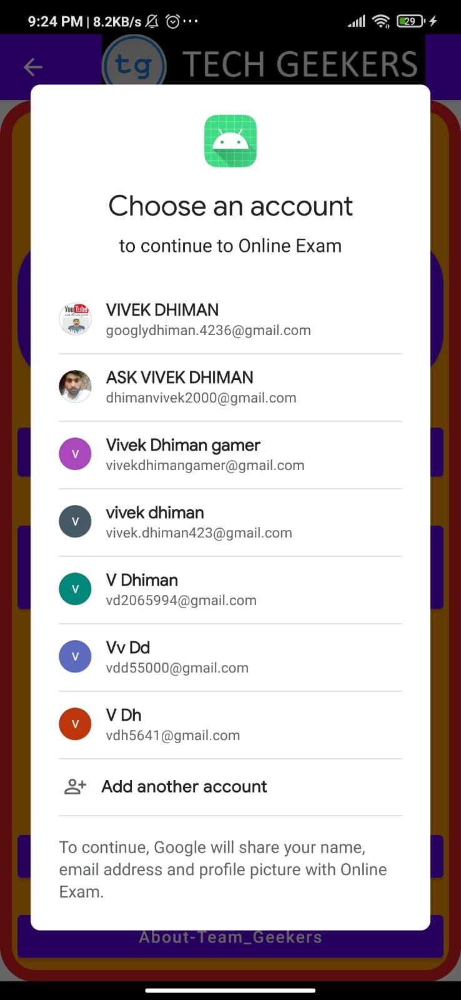 9:24 PM | 8.2KB/s
29
tg TECH GEEKERS
Choose an account
to continue to Online Exam
YouTube
VIVEK DHIMAN
googlydhiman.4236@gmail.com
ASK VIVEK DHIMAN
dhimanvivek2000@gmail.com
V
Vivek Dhiman gamer
vivekdhimangamer@gmail.com
V
vivek dhiman
vivek.dhiman423@gmail.com
V
V Dhiman
vd2065994@gmail.com
V
Vv Dd
vdd55000@gmail.com
V
V Dh
vdh5641@gmail.com
Add another account
To continue, Google will share your name,
email address and profile picture with Online
Exam.
About-Team_Geekers